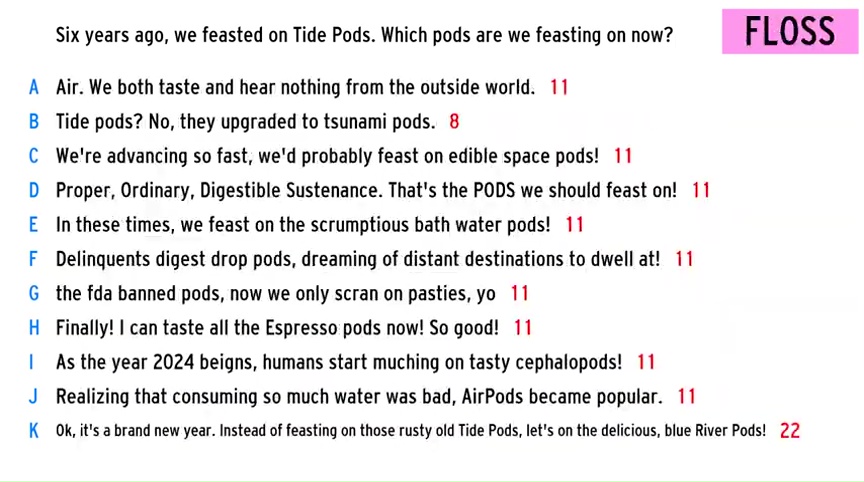 Six years ago, we feasted on Tide Pods. Which pods are we feasting on now?
FLOSS
A Air. We both taste and hear nothing from the outside world. 11
B Tide pods? No, they upgraded to tsunami pods. 8
C We're advancing so fast, we'd probably feast on edible space pods! 11
D Proper, Ordinary, Digestible Sustenance. That's the PODS we should feast on! 11
E In these times, we feast on the scrumptious bath water pods! 11
F Delinquents digest drop pods, dreaming of distant destinations to dwell at! 11
G the fda banned pods, now we only scran on pasties, yo 11
H Finally! I can taste all the Espresso pods now! So good! 11
I As the year 2024 beigns, humans start muching on tasty cephalopods! 11
J Realizing that consuming so much water was bad, AirPods became popular. 11
K Ok, it's a brand new year. Instead of feasting on those rusty old Tide Pods, let's on the delicious, blue River Pods! 22